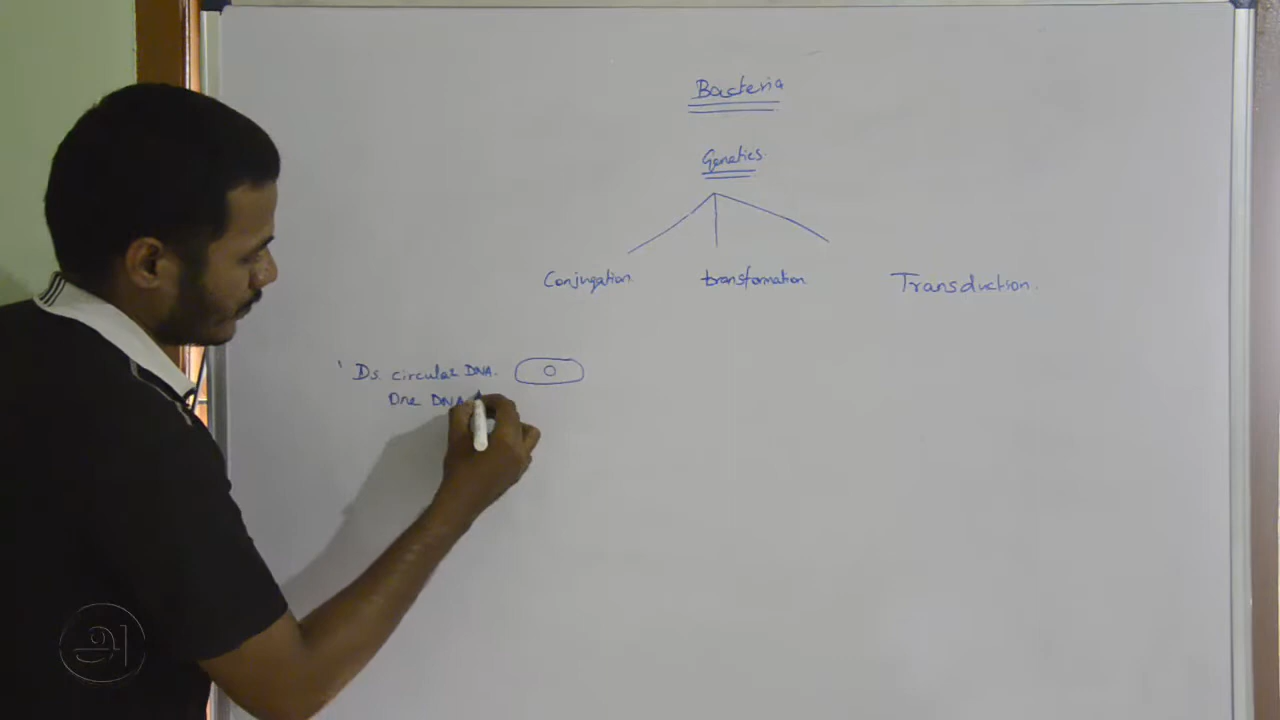 Bacteria
Genetics.
Conjugation. transformation. Transduction.
Ds. circular DNA.
One DNA
அ